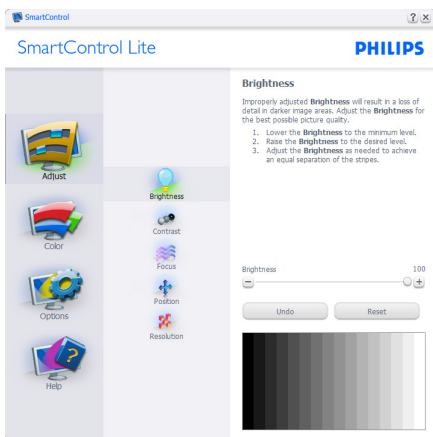 SmartControl
? x
SmartControl Lite
PHILIPS
Adjust
Color
Options
Help
Brightness
Contrast
Focus
Position
Resolution
Brightness
Improperly adjusted Brightness will result in a loss of
detail in darker image areas. Adjust the Brightness for
the best possible picture quality.
1. Lower the Brightness to the minimum level.
2. Raise the Brightness to the desired level.
3. Adjust the Brightness as needed to achieve
an equal separation of the stripes.
Brightness 100
Undo Reset